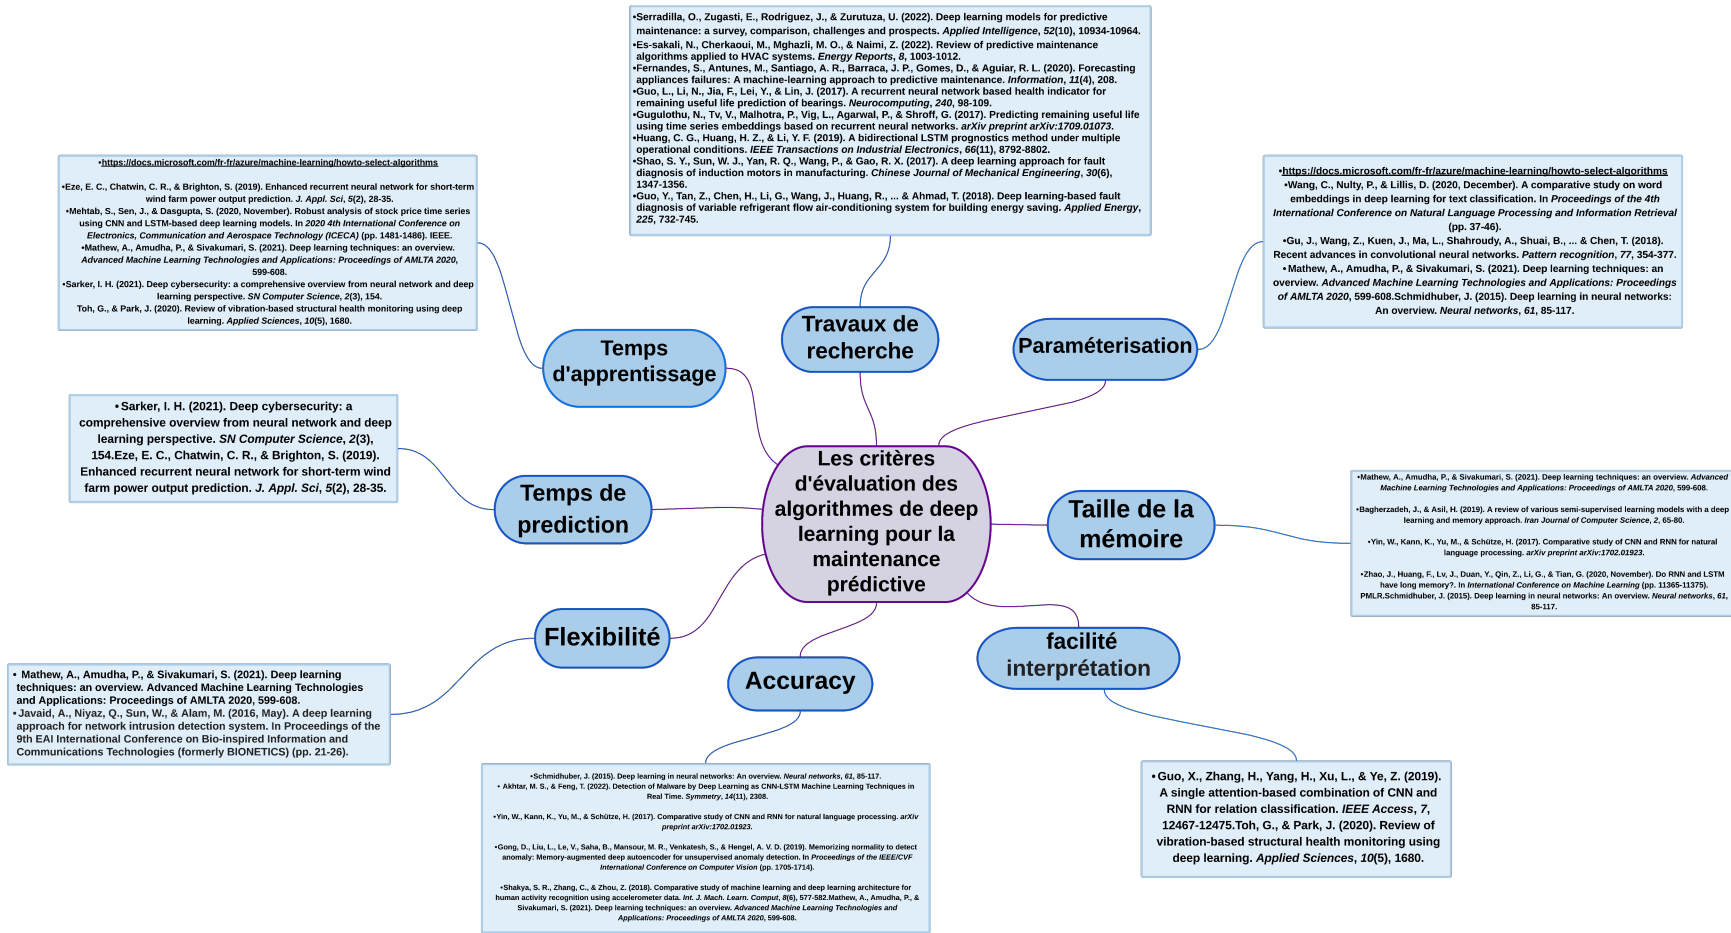 •Serradilla, O., Zugasti, E., Rodriguez, J., & Zurutuza, U. (2022). Deep learning models for predictive
maintenance: a survey, comparison, challenges and prospects. Applied Intelligence, 52(10), 10934-10964.
•Es-sakali, N., Cherkaoui, M., Mghazli, M. O., & Naimi, Z. (2022). Review of predictive maintenance
algorithms applied to HVAC systems. Energy Reports, 8, 1003-1012.
•Fernandes, S., Antunes, M., Santiago, A. R., Barraca, J. P., Gomes, D., & Aguiar, R. L. (2020). Forecasting
appliances failures: A machine-learning approach to predictive maintenance. Information, 11(4), 208.
•Guo, L., Li, N., Jia, F., Lei, Y., & Lin, J. (2017). A recurrent neural network based health indicator for
remaining useful life prediction of bearings. Neurocomputing, 240, 98-109.
•Gugulothu, N., Tv, V., Malhotra, P., Vig, L., Agarwal, P., & Shroff, G. (2017). Predicting remaining useful life
using time series embeddings based on recurrent neural networks. arXiv preprint arXiv:1709.01073.
•Huang, C. G., Huang, H. Z., & Li, Y. F. (2019). A bidirectional LSTM prognostics method under multiple
operational conditions. IEEE Transactions on Industrial Electronics, 66(11), 8792-8802.
•Shao, S. Y., Sun, W. J., Yan, R. Q., Wang, P., & Gao, R. X. (2017). A deep learning approach for fault
diagnosis of induction motors in manufacturing. Chinese Journal of Mechanical Engineering, 30(6),
1347-1356.
•Guo, Y., Tan, Z., Chen, H., Li, G., Wang, J., Huang, R., ... & Ahmad, T. (2018). Deep learning-based fault
diagnosis of variable refrigerant flow air-conditioning system for building energy saving. Applied Energy,
225, 732-745.
•https://docs.microsoft.com/fr-fr/azure/machine-learning/howto-select-algorithms
•Eze, E. C., Chatwin, C. R., & Brighton, S. (2019). Enhanced recurrent neural network for short-term
wind farm power output prediction. J. Appl. Sci, 5(2), 28-35.
•Mehtab, S., Sen, J., & Dasgupta, S. (2020, November). Robust analysis of stock price time series
using CNN and LSTM-based deep learning models. In 2020 4th International Conference on
Electronics, Communication and Aerospace Technology (ICECA) (pp. 1481-1486). IEEE.
•Mathew, A., Amudha, P., & Sivakumari, S. (2021). Deep learning techniques: an overview.
Advanced Machine Learning Technologies and Applications: Proceedings of AMLTA 2020,
599-608.
•Sarker, I. H. (2021). Deep cybersecurity: a comprehensive overview from neural network and deep
learning perspective. SN Computer Science, 2(3), 154.
Toh, G., & Park, J. (2020). Review of vibration-based structural health monitoring using deep
learning. Applied Sciences, 10(5), 1680.
•https://docs.microsoft.com/fr-fr/azure/machine-learning/howto-select-algorithms
•Wang, C., Nulty, P., & Lillis, D. (2020, December). A comparative study on word
embeddings in deep learning for text classification. In Proceedings of the 4th
International Conference on Natural Language Processing and Information Retrieval
(pp. 37-46).
•Gu, J., Wang, Z., Kuen, J., Ma, L., Shahroudy, A., Shuai, B., ... & Chen, T. (2018).
Recent advances in convolutional neural networks. Pattern recognition, 77, 354-377.
•Mathew, A., Amudha, P., & Sivakumari, S. (2021). Deep learning techniques: an
overview. Advanced Machine Learning Technologies and Applications: Proceedings
of AMLTA 2020, 599-608.Schmidhuber, J. (2015). Deep learning in neural networks:
An overview. Neural networks, 61, 85-117.
Temps
d'apprentissage
Travaux de
recherche
Paraméterisation
•Sarker, I. H. (2021). Deep cybersecurity: a
comprehensive overview from neural network and deep
learning perspective. SN Computer Science, 2(3),
154.Eze, E. C., Chatwin, C. R., & Brighton, S. (2019).
Enhanced recurrent neural network for short-term wind
farm power output prediction. J. Appl. Sci, 5(2), 28-35.
Temps de
prediction
Les critères
d'évaluation des
algorithmes de deep
learning pour la
maintenance
prédictive
Taille de la
mémoire
•Mathew, A., Amudha, P., & Sivakumari, S. (2021). Deep learning techniques: an overview. Advanced
Machine Learning Technologies and Applications: Proceedings of AMLTA 2020, 599-608.
•Bagherzadeh, J., & Asil, H. (2019). A review of various semi-supervised learning models with a deep
learning and memory approach. Iran Journal of Computer Science, 2, 65-80.
•Yin, W., Kann, K., Yu, M., & Schütze, H. (2017). Comparative study of CNN and RNN for natural
language processing. arXiv preprint arXiv:1702.01923.
•Zhao, J., Huang, F., Lv, J., Duan, Y., Qin, Z., Li, G., & Tian, G. (2020, November). Do RNN and LSTM
have long memory?. In International Conference on Machine Learning (pp. 11365-11375).
PMLR.Schmidhuber, J. (2015). Deep learning in neural networks: An overview. Neural networks, 61,
85-117.
Flexibilité
Accuracy
facilité
interprétation
• Mathew, A., Amudha, P., & Sivakumari, S. (2021). Deep learning
techniques: an overview. Advanced Machine Learning Technologies
and Applications: Proceedings of AMLTA 2020, 599-608.
•Javaid, A., Niyaz, Q., Sun, W., & Alam, M. (2016, May). A deep learning
approach for network intrusion detection system. In Proceedings of the
9th EAI International Conference on Bio-inspired Information and
Communications Technologies (formerly BIONETICS) (pp. 21-26).
•Schmidhuber, J. (2015). Deep learning in neural networks: An overview. Neural networks, 61, 85-117.
• Akhtar, M. S., & Feng, T. (2022). Detection of Malware by Deep Learning as CNN-LSTM Machine Learning Techniques in
Real Time. Symmetry, 14(11), 2308.
•Yin, W., Kann, K., Yu, M., & Schütze, H. (2017). Comparative study of CNN and RNN for natural language processing. arXiv
preprint arXiv:1702.01923.
•Gong, D., Liu, L., Le, V., Saha, B., Mansour, M. R., Venkatesh, S., & Hengel, A. V. D. (2019). Memorizing normality to detect
anomaly: Memory-augmented deep autoencoder for unsupervised anomaly detection. In Proceedings of the IEEE/CVF
International Conference on Computer Vision (pp. 1705-1714).
•Shakya, S. R., Zhang, C., & Zhou, Z. (2018). Comparative study of machine learning and deep learning architecture for
human activity recognition using accelerometer data. Int. J. Mach. Learn. Comput, 8(6), 577-582.Mathew, A., Amudha, P., &
Sivakumari, S. (2021). Deep learning techniques: an overview. Advanced Machine Learning Technologies and
Applications: Proceedings of AMLTA 2020, 599-608.
•Guo, X., Zhang, H., Yang, H., Xu, L., & Ye, Z. (2019).
A single attention-based combination of CNN and
RNN for relation classification. IEEE Access, 7,
12467-12475.Toh, G., & Park, J. (2020). Review of
vibration-based structural health monitoring using
deep learning. Applied Sciences, 10(5), 1680.